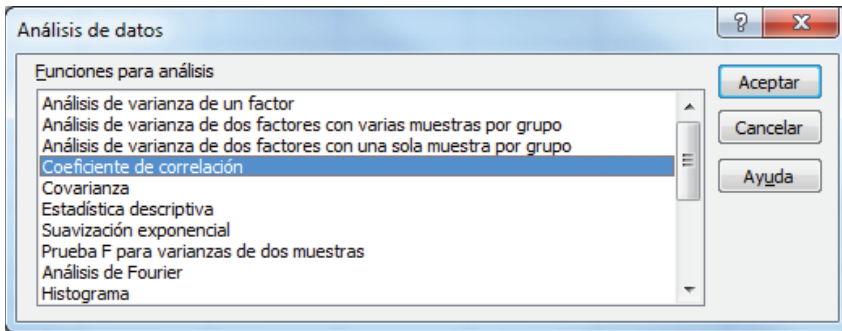 Análisis de datos
?
X
Funciones para análisis
Análisis de varianza de un factor
Análisis de varianza de dos factores con varias muestras por grupo
Análisis de varianza de dos factores con una sola muestra por grupo
Coeficiente de correlación
Covarianza
Estadística descriptiva
Suavización exponencial
Prueba F para varianzas de dos muestras
Análisis de Fourier
Histograma
Aceptar
Cancelar
Ayuda